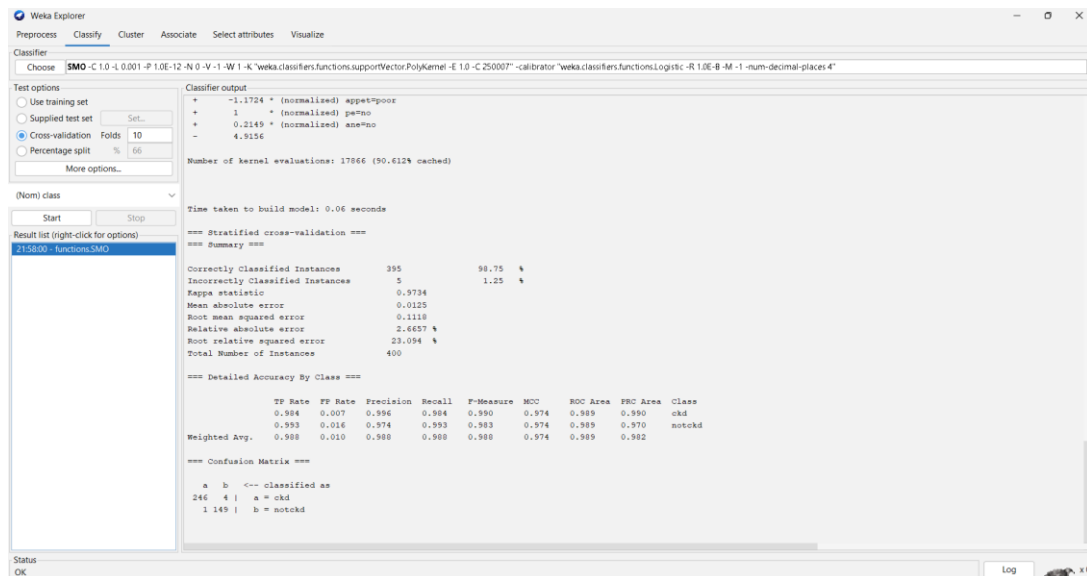 Weka Explorer
Preprocess Classify Cluster Associate Select attributes Visualize
Classifier
Choose SMO -C 1.0 -L 0.001 -P 1.0E-12 -N 0 -V -1 -W 1 -K "weka.classifiers.functions.supportVector.PolyKernel -E 1.0 -C 250007" -calibrator "weka.classifiers.functions.Logistic -R 1.0E-8 -M -1 -num-decimal-places 4"
Test options
Use training set
Supplied test set Set...
Cross-validation Folds 10
Percentage split % 66
More options...
(Nom) class
Start Stop
Result list (right-click for options)
21:58:00 - functions.SMO
Classifier output
+ -1.1724 * (normalized) appet=poor
+ 1 * (normalized) pe=no
+ 0.2149 * (normalized) ane=no
- 4.9156
Number of kernel evaluations: 17866 (90.612% cached)
Time taken to build model: 0.06 seconds
=== Stratified cross-validation ===
=== Summary ===
Correctly Classified Instances 395 98.75 %
Incorrectly Classified Instances 5 1.25 %
Kappa statistic 0.9734
Mean absolute error 0.0125
Root mean squared error 0.1118
Relative absolute error 2.6657 %
Root relative squared error 23.094 %
Total Number of Instances 400
=== Detailed Accuracy By Class ===
TP Rate FP Rate Precision Recall F-Measure MCC ROC Area PRC Area Class
0.984 0.007 0.996 0.984 0.990 0.974 0.989 0.990 ckd
0.993 0.016 0.974 0.993 0.983 0.974 0.989 0.970 notckd
Weighted Avg. 0.988 0.010 0.988 0.988 0.988 0.974 0.989 0.982
=== Confusion Matrix ===
a b <-- classified as
246 4 | a = ckd
1 149 | b = notckd
Status
OK
Log